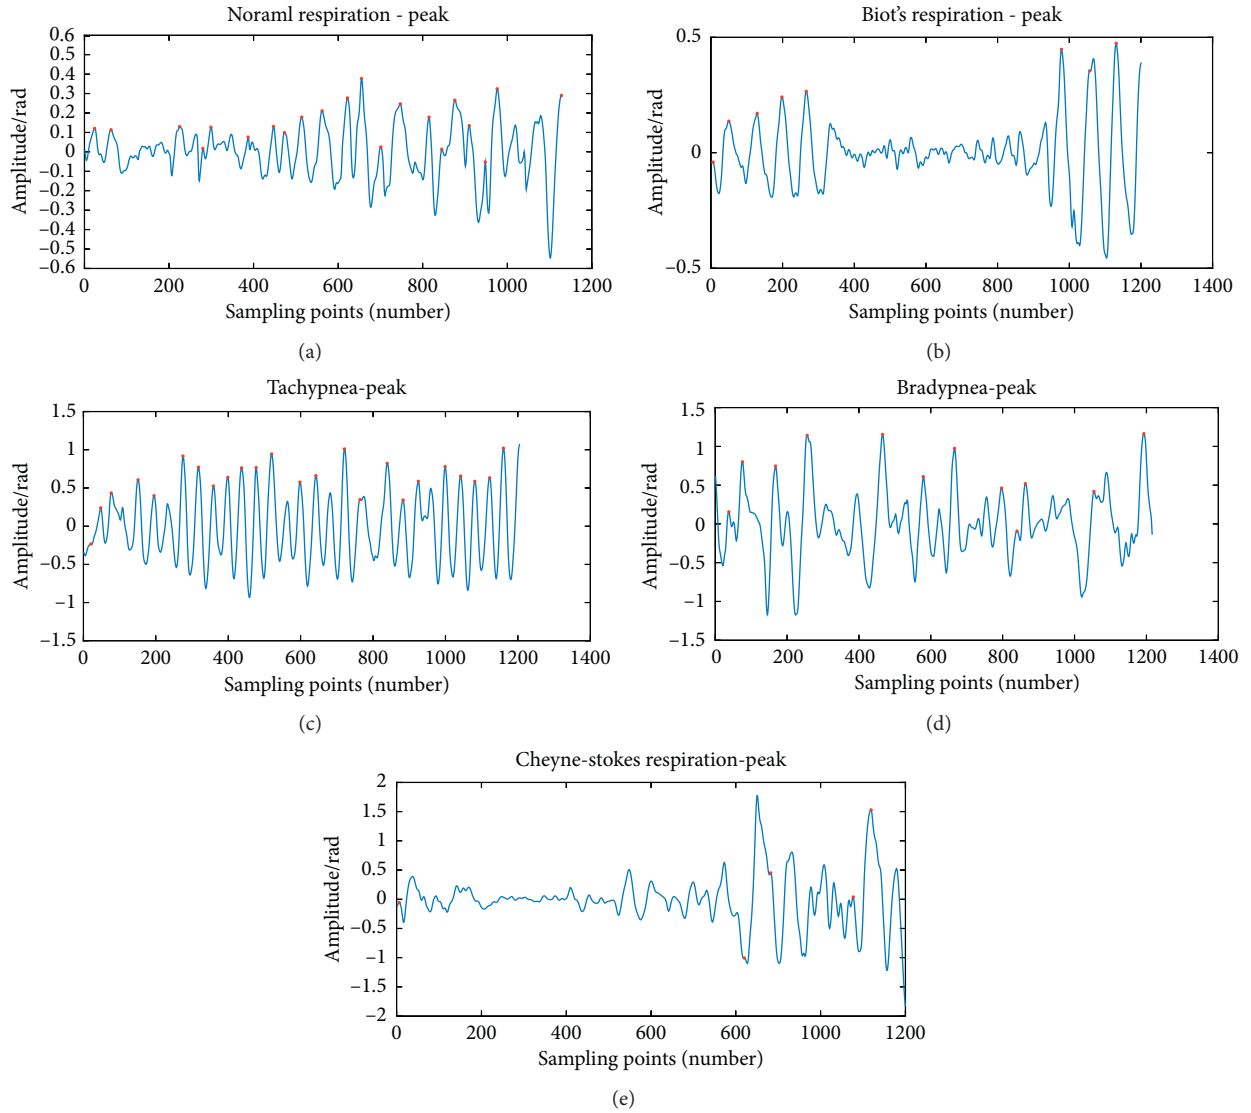 Noraml respiration - peak
Amplitude/rad
0.6
0.6
0.4
0.3
0.2
0.1
0
–0.1
–0.2
–0.3
–0.4
–0.5
–0.6
0 200 400 600 800 1000 1200
Sampling points (number)
(a)
Biot's respiration - peak
Amplitude/rad
0.5
0
–0.5
0 200 400 600 800 1000 1200 1400
Sampling points (number)
(b)
Tachypnea-peak
Amplitude/rad
1.5
1
0.5
0
–0.5
–1
–1.5
0 200 400 600 800 1000 1200 1400
Sampling points (number)
(c)
Bradypnea-peak
Amplitude/rad
1.5
1
0.5
0
–0.5
–1
–1.5
0 200 400 600 800 1000 1200 1400
Sampling points (number)
(d)
Cheyne-stokes respiration-peak
Amplitude/rad
2
1.5
1
0.5
0
–0.5
–1
–1.5
–2
0 200 400 600 600 1000 1200
Sampling points (number)
(e)